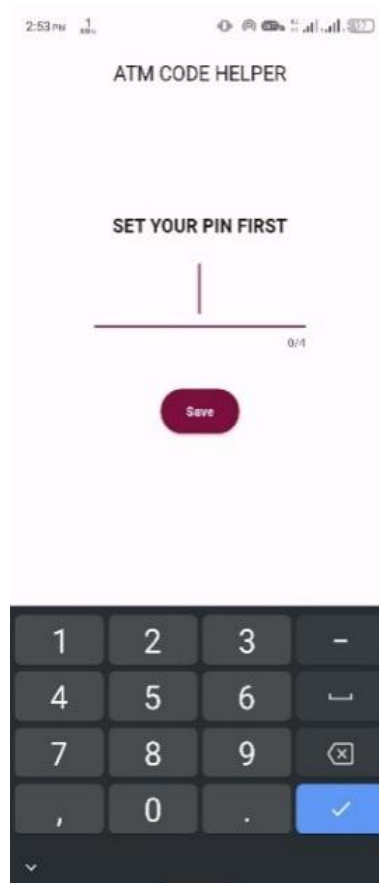 2:53 PM
ATM CODE HELPER
SET YOUR PIN FIRST
0/4
Save
1 2 3 -
4 5 6
7 8 9
, 0 .